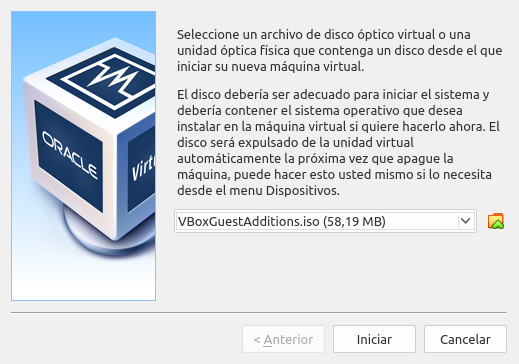 Seleccione un archivo de disco óptico virtual o una
unidad óptica física que contenga un disco desde el que
iniciar su nueva máquina virtual.
El disco debería ser adecuado para iniciar el sistema y
debería contener el sistema operativo que desea
instalar en la máquina virtual si quiere hacerlo ahora. El
disco será expulsado de la unidad virtual
automáticamente la próxima vez que apague la
máquina, puede hacer esto usted mismo si lo necesita
desde el menu Dispositivos.
ORACLE
Virtu
VBoxGuestAdditions.iso (58,19 MB)
< Anterior
Iniciar
Cancelar